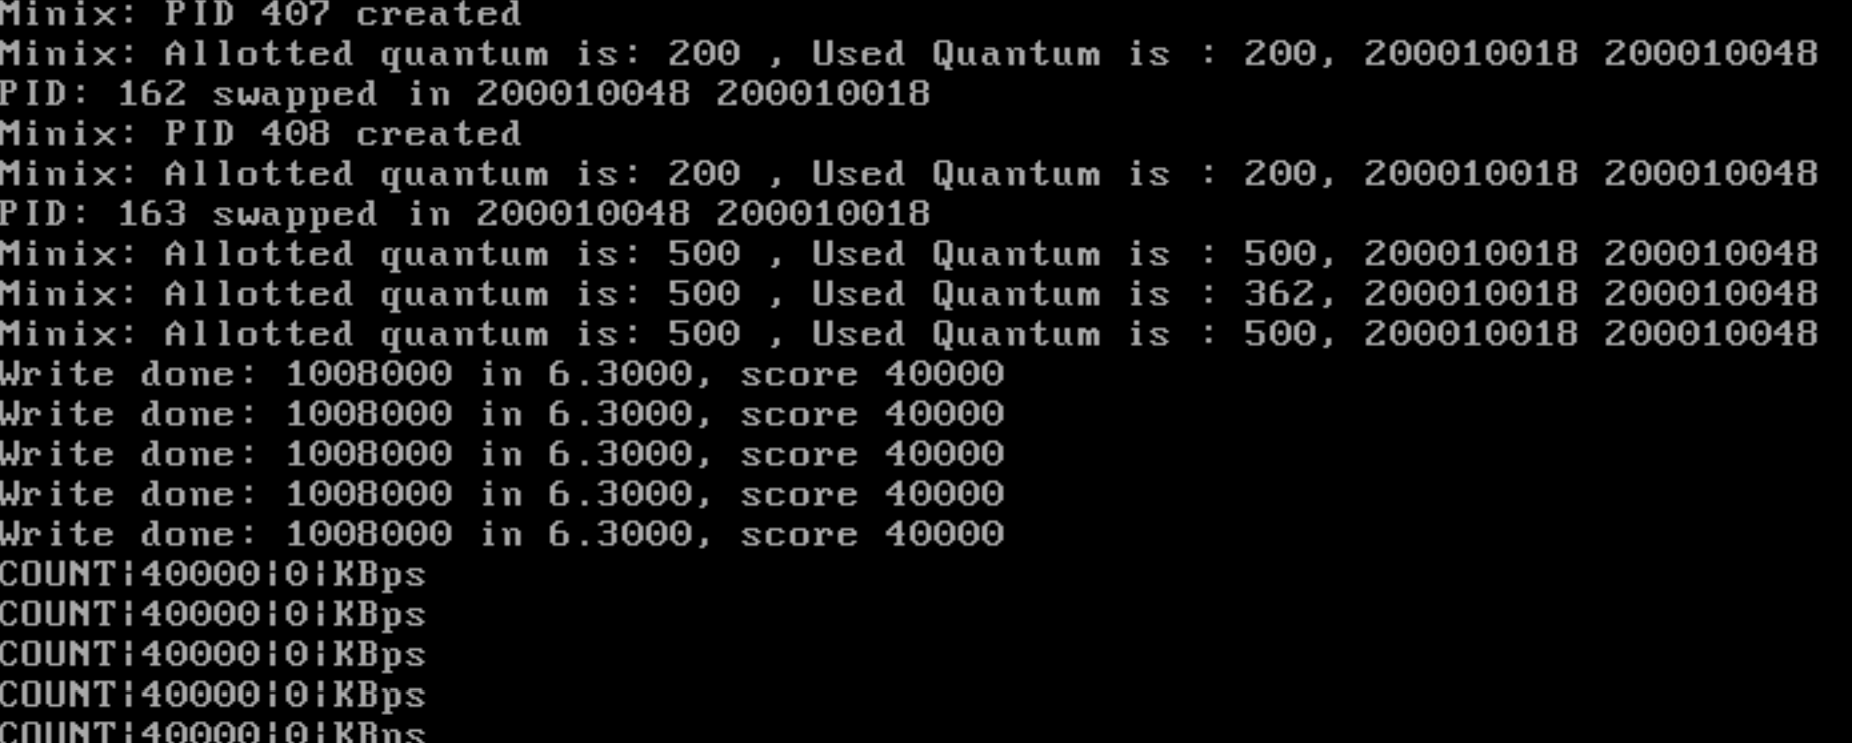 Minix: PID 407 created
Minix: Allotted quantum is: 200 , Used Quantum is : 200, 200010018 200010048
PID: 162 swapped in 200010048 200010018
Minix: PID 408 created
Minix: Allotted quantum is: 200 , Used Quantum is : 200, 200010018 200010048
PID: 163 swapped in 200010048 200010018
Minix: Allotted quantum is: 500 , Used Quantum is : 500, 200010018 200010048
Minix: Allotted quantum is: 500 , Used Quantum is : 362, 200010018 200010048
Minix: Allotted quantum is: 500 , Used Quantum is : 500, 200010018 200010048
Write done: 1008000 in 6.3000, score 40000
Write done: 1008000 in 6.3000, score 40000
Write done: 1008000 in 6.3000, score 40000
Write done: 1008000 in 6.3000, score 40000
Write done: 1008000 in 6.3000, score 40000
COUNT|40000|0|KBps
COUNT|40000|0|KBps
COUNT|40000|0|KBps
COUNT|40000|0|KBps
COUNT|40000|0|KBps